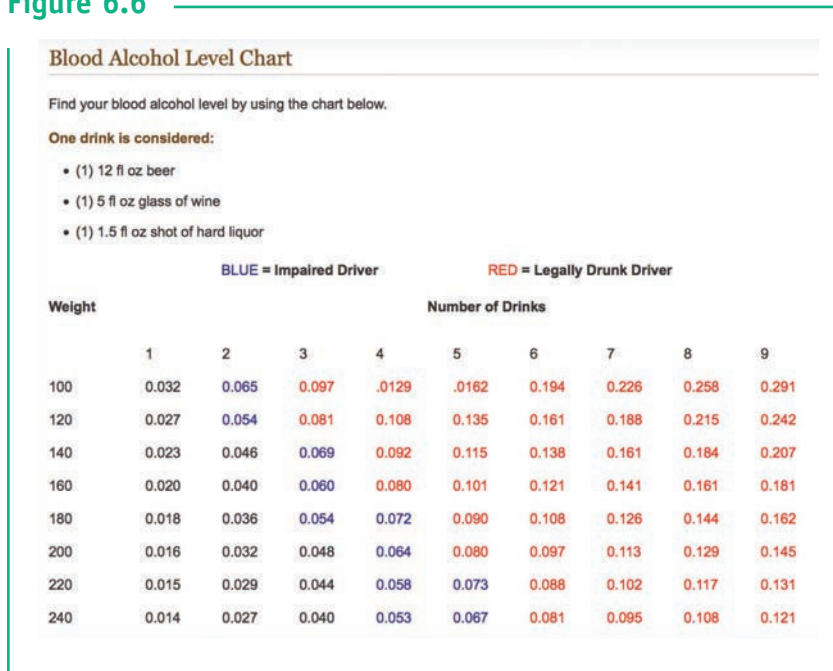 Figure 6.6
Blood Alcohol Level Chart
Find your blood alcohol level by using the chart below.
One drink is considered:
• (1) 12 fl oz beer
• (1) 5 fl oz glass of wine
• (1) 1.5 fl oz shot of hard liquor
BLUE = Impaired Driver RED = Legally Drunk Driver
Weight Number of Drinks
1 2 3 4 5 6 7 8 9
100 0.032 0.065 0.097 .0129 .0162 0.194 0.226 0.258 0.291
120 0.027 0.054 0.081 0.108 0.135 0.161 0.188 0.215 0.242
140 0.023 0.046 0.069 0.092 0.115 0.138 0.161 0.184 0.207
160 0.020 0.040 0.060 0.080 0.101 0.121 0.141 0.161 0.181
180 0.018 0.036 0.054 0.072 0.090 0.108 0.126 0.144 0.162
200 0.016 0.032 0.048 0.064 0.080 0.097 0.113 0.129 0.145
220 0.015 0.029 0.044 0.058 0.073 0.088 0.102 0.117 0.131
240 0.014 0.027 0.040 0.053 0.067 0.081 0.095 0.108 0.121